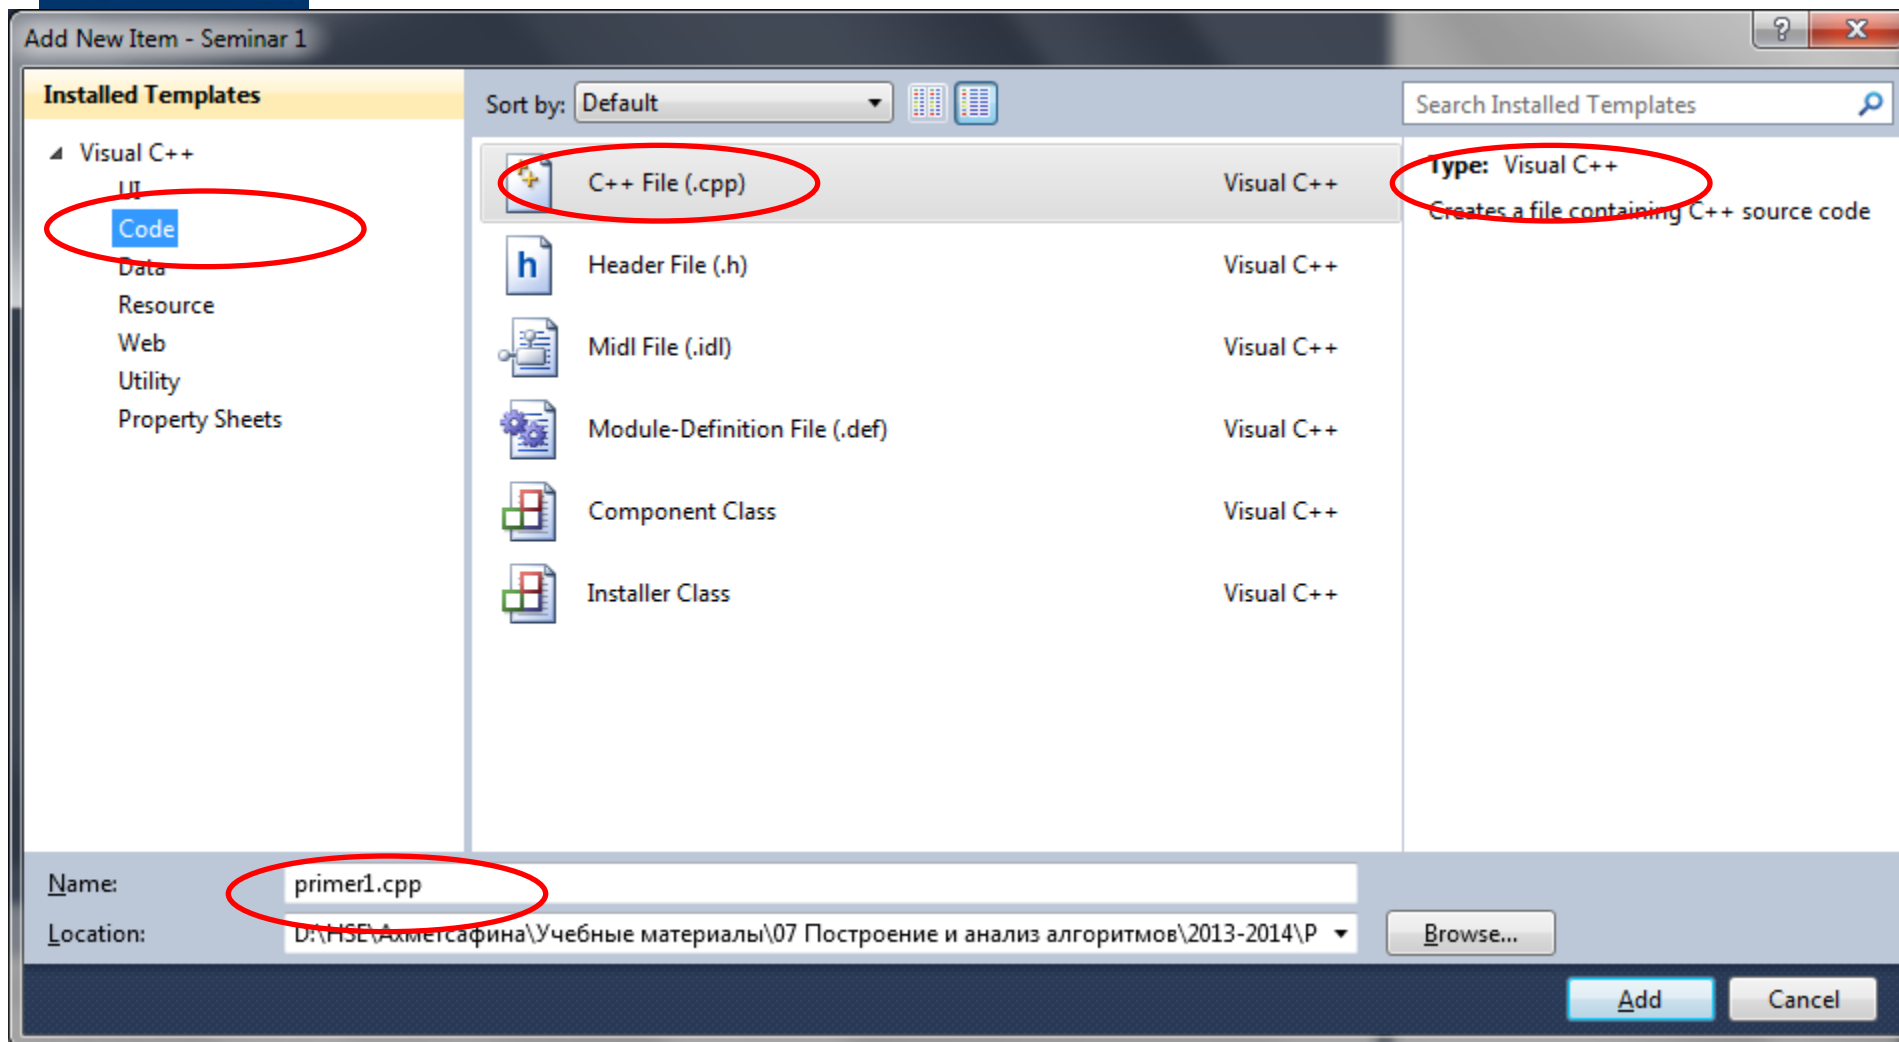 Add New Item - Seminar 1
Installed Templates
Visual C++
UI
Code
Data
Resource
Web
Utility
Property Sheets
Sort by: Default
C++ File (.cpp) Visual C++
Header File (.h) Visual C++
Midl File (.idl) Visual C++
Module-Definition File (.def) Visual C++
Component Class Visual C++
Installer Class Visual C++
Search Installed Templates
Type: Visual C++
Creates a file containing C++ source code
Name: primer1.cpp
Location: D:\HSE\Ахметсафина\Учебные материалы\07 Построение и анализ алгоритмов\2013-2014\P
Browse...
Add Cancel